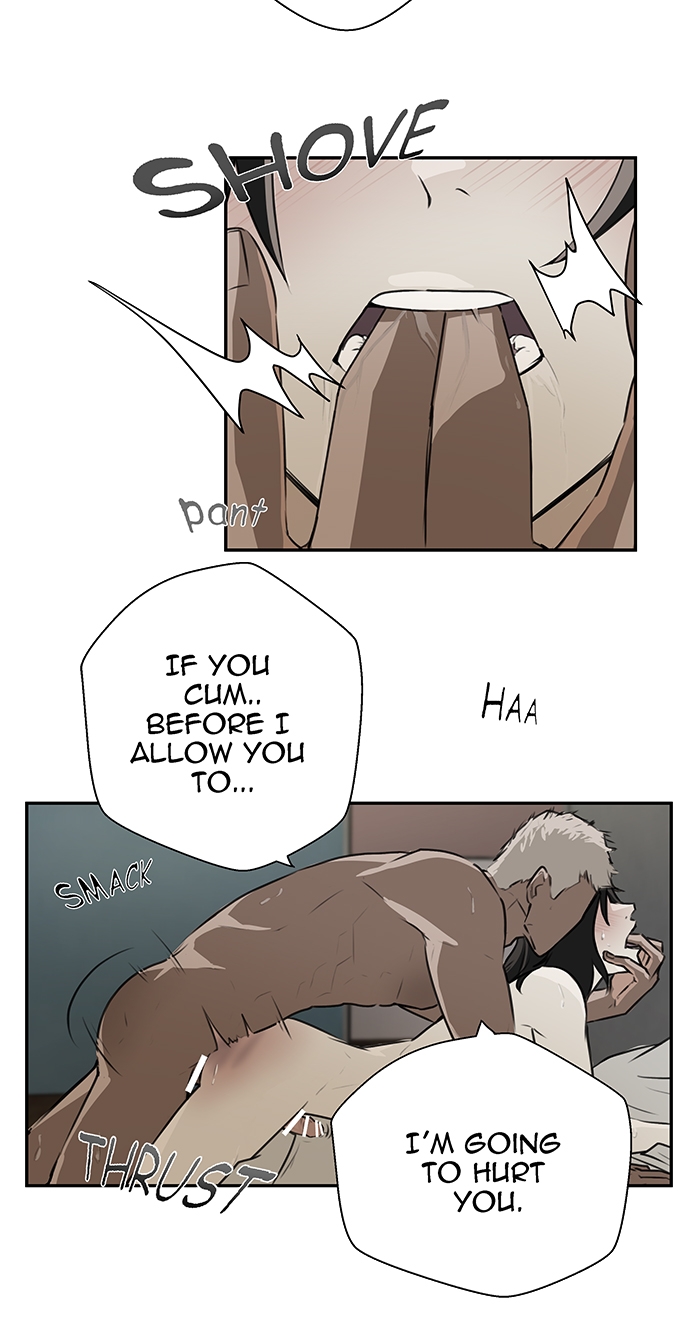 SHOVE
pant
IF YOU
CUM..
BEFORE I
ALLOW YOU
TO...
HAA
SMACK
THRUST
I'M GOING
TO HURT
YOU.